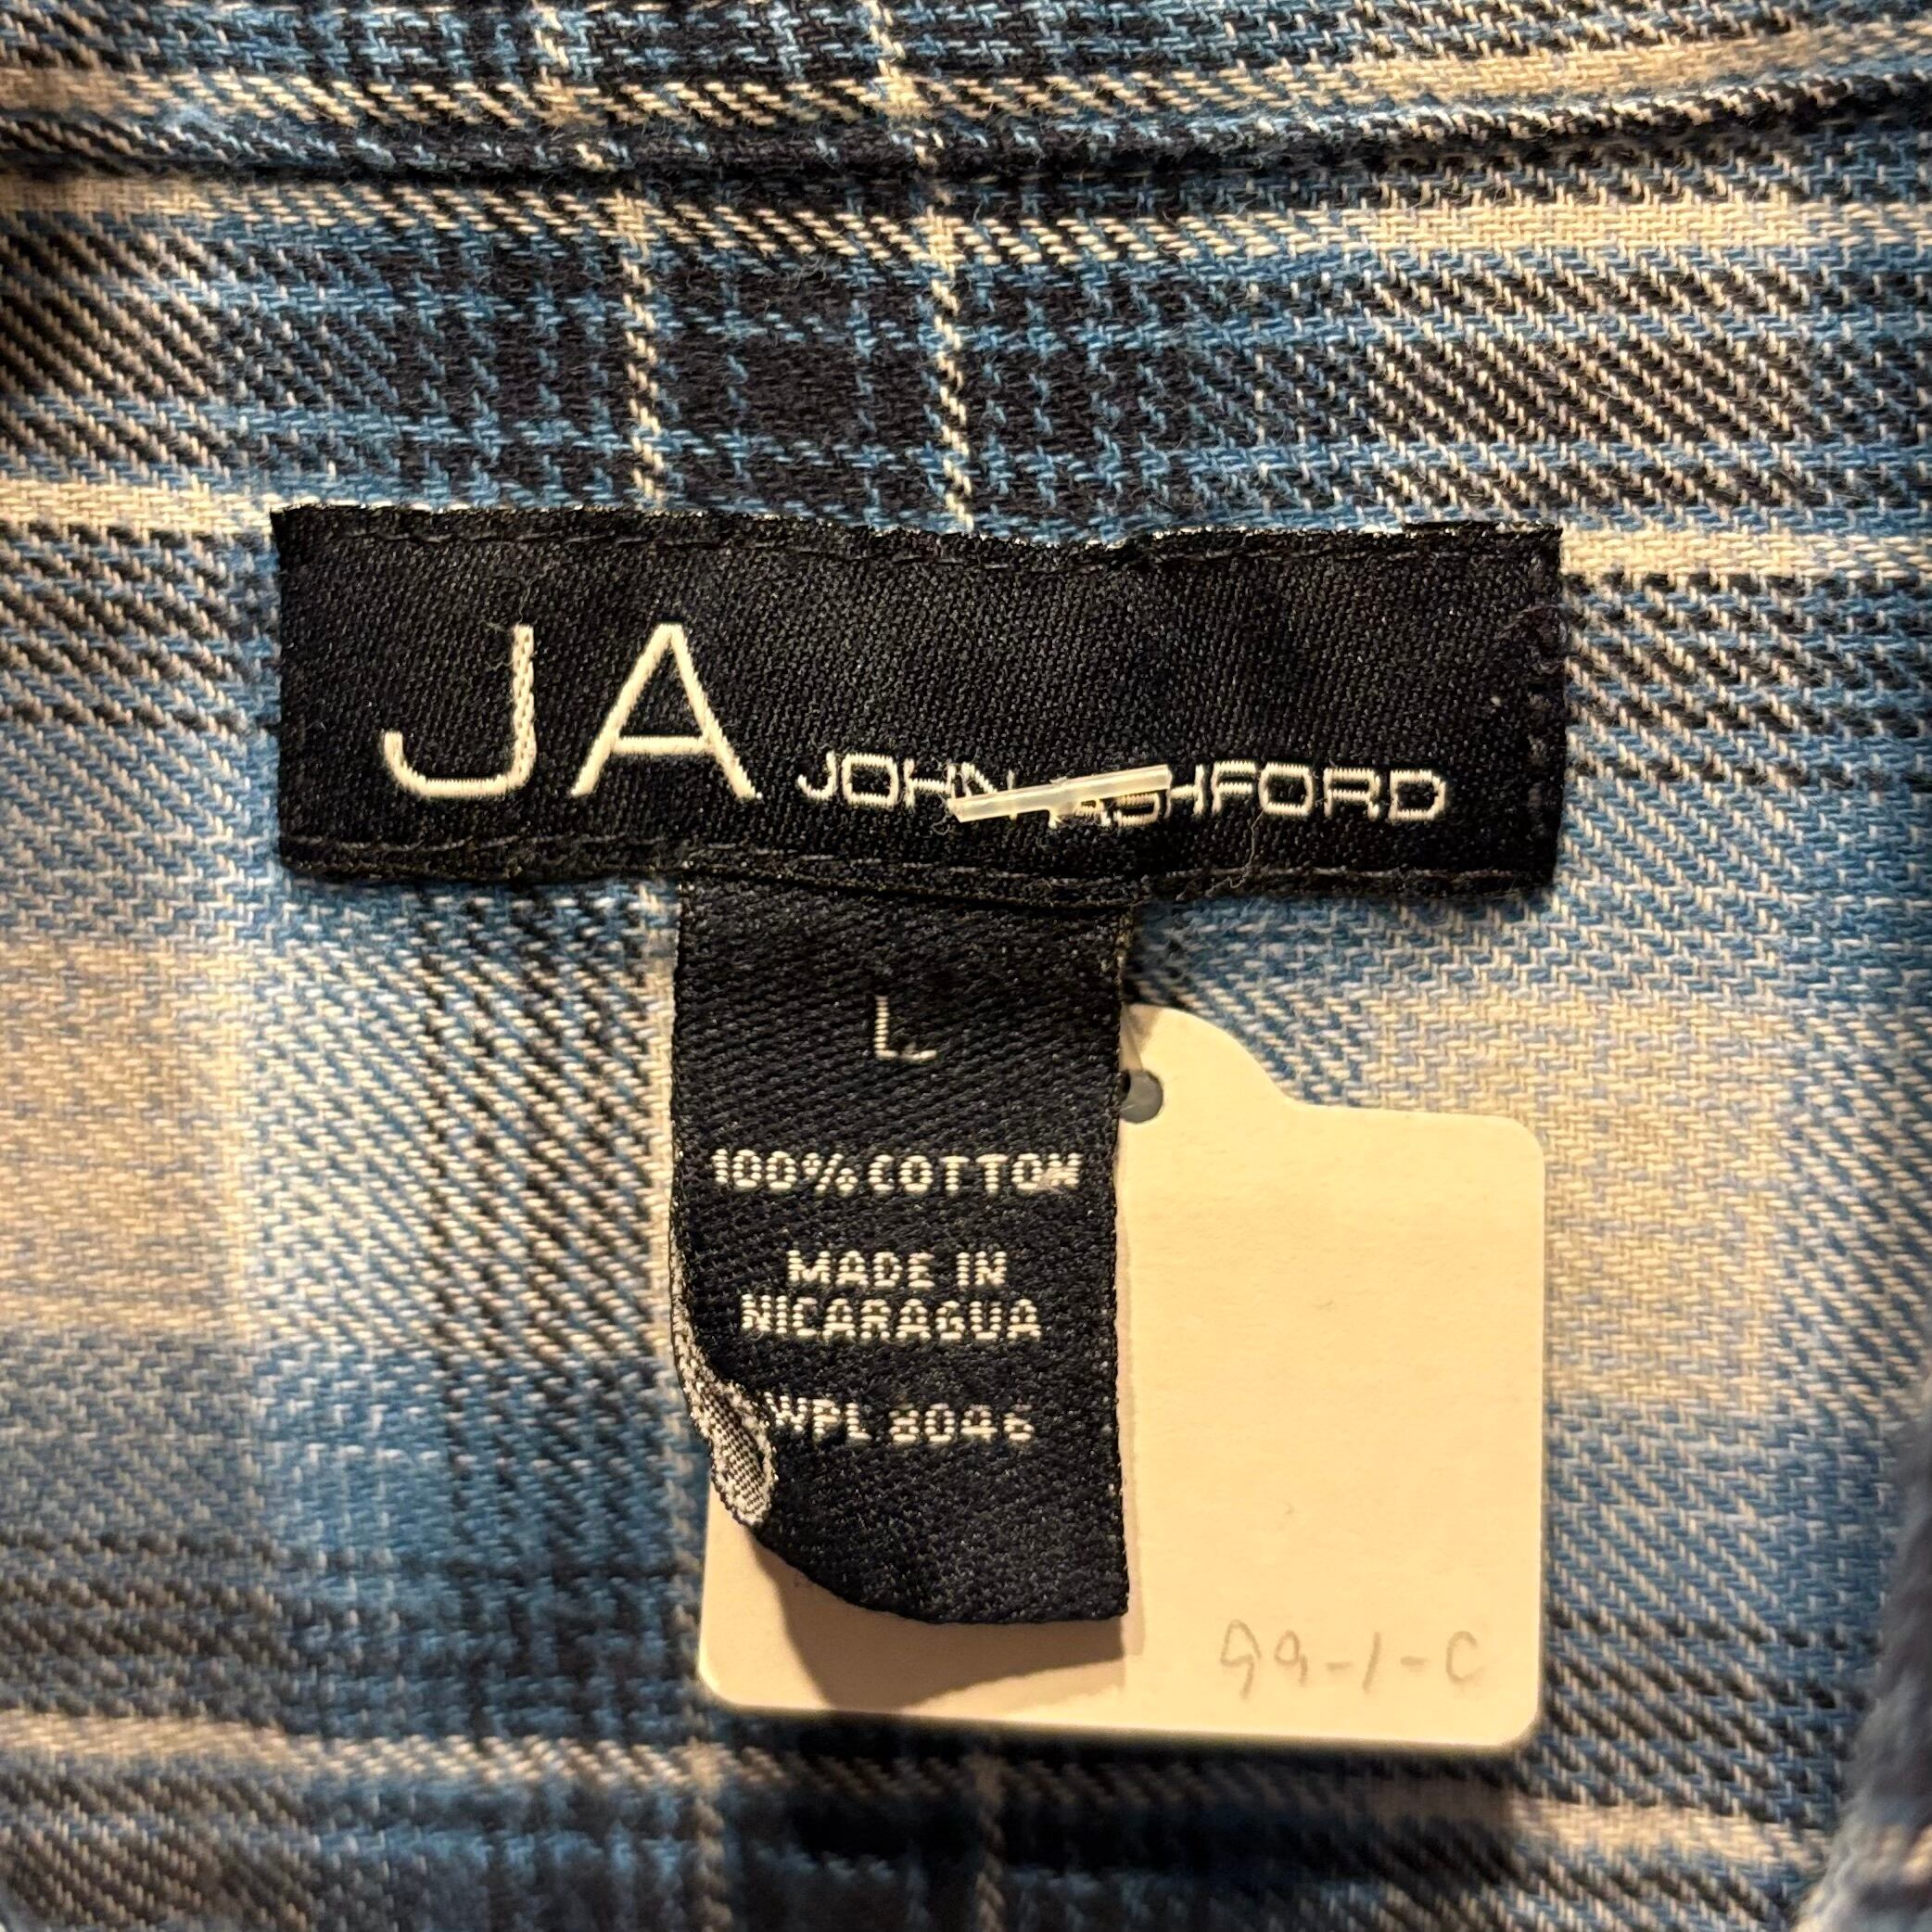 JA JOHN ASHFORD
L
100% COTTON
MADE IN
NICARAGUA
WPL 8046
99-1-C